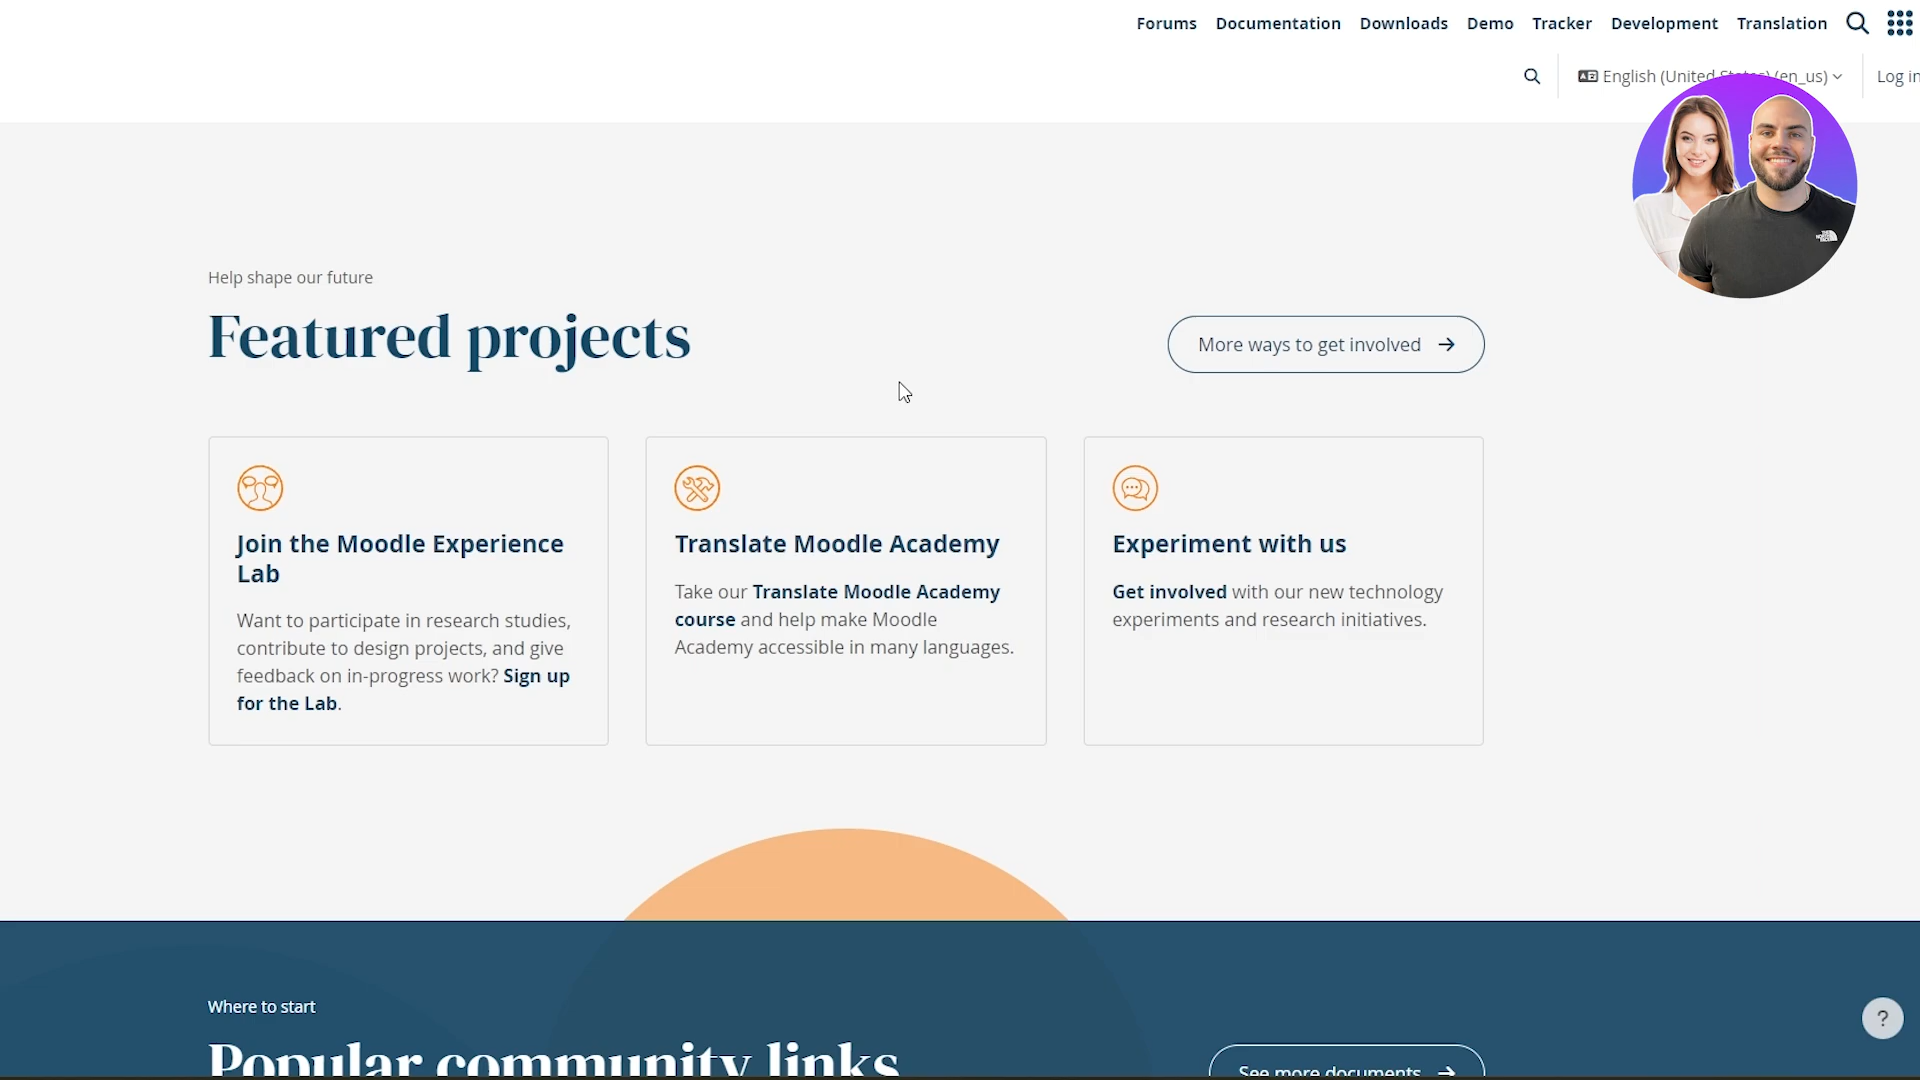 Forums Documentation Downloads Demo Tracker Development Translation
English (United States) (en_us) Log in
Help shape our future
Featured projects
More ways to get involved
Join the Moodle Experience
Lab
Want to participate in research studies,
contribute to design projects, and give
feedback on in-progress work? Sign up
for the Lab.
Translate Moodle Academy
Take our Translate Moodle Academy
course and help make Moodle
Academy accessible in many languages.
Experiment with us
Get involved with our new technology
experiments and research initiatives.
Where to start
Popular community links
See more documents
?